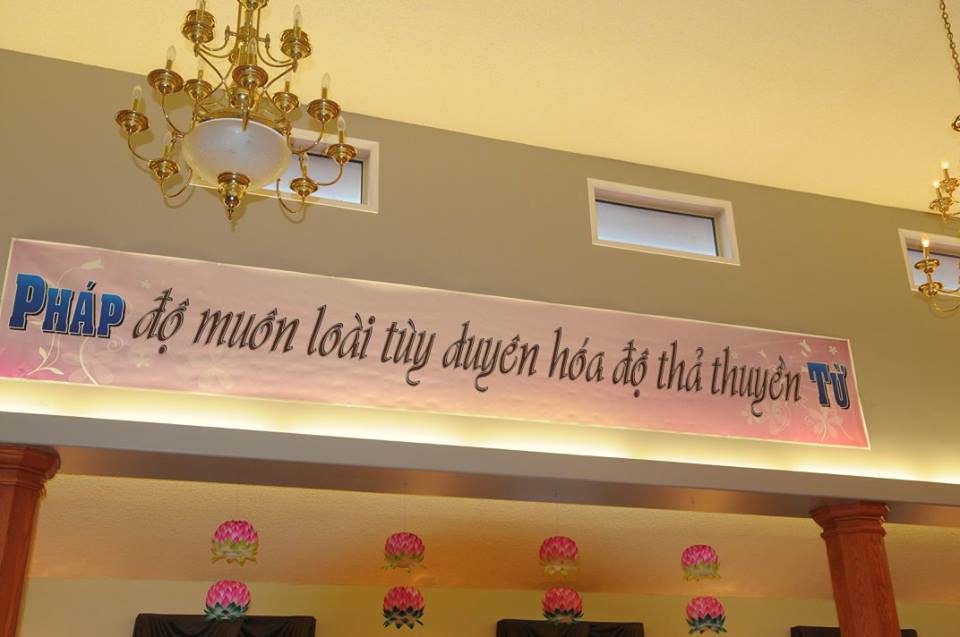 PHÁP độ muôn loài tùy duyên hóa độ thả thuyền TỪ